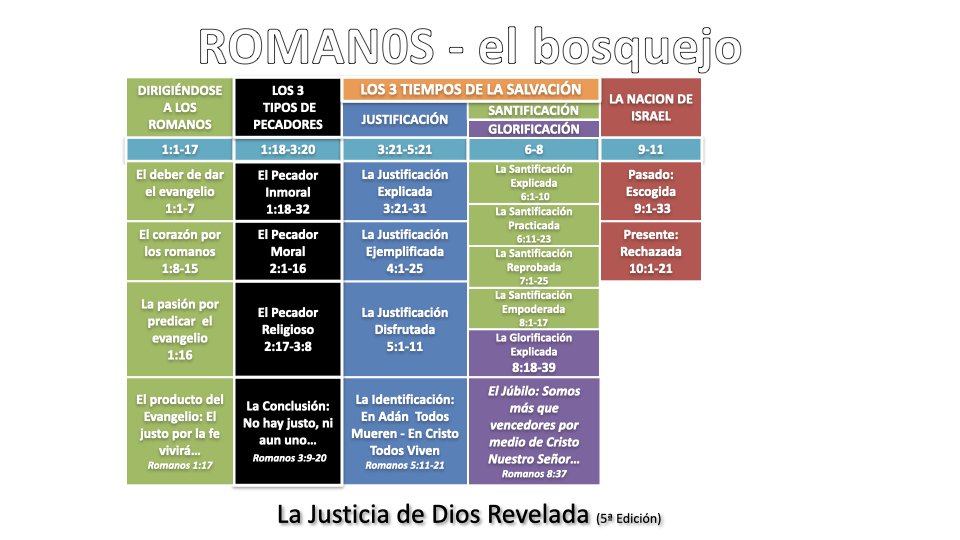 ROMAN0S - el bosquejo
DIRIGIÉNDOSE
A LOS
ROMANOS
LOS 3
TIPOS DE
PECADORES
LOS 3 TIEMPOS DE LA SALVACIÓN
JUSTIFICACIÓN
SANTIFICACIÓN
GLORIFICACIÓN
LA NACION DE
ISRAEL
1:1-17
1:18-3:20
3:21-5:21
6-8
9-11
El deber de dar
el evangelio
1:1-7
El corazón por
los romanos
1:8-15
La pasión por
predicar el
evangelio
1:16
El producto del
Evangelio: El
justo por la fe
vivirá…
Romanos 1:17
El Pecador
Inmoral
1:18-32
El Pecador
Moral
2:1-16
El Pecador
Religioso
2:17-3:8
La Conclusión:
No hay justo, ni
aun uno…
Romanos 3:9-20
La Justificación
Explicada
3:21-31
La Justificación
Ejemplificada
4:1-25
La Justificación
Disfrutada
5:1-11
La Identificación:
En Adán Todos
Mueren - En Cristo
Todos Viven
Romanos 5:11-21
La Santificación
Explicada
6:1-10
La Santificación
Practicada
6:11-23
La Santificación
Reprobada
7:1-25
La Santificación
Empoderada
8:1-17
La Glorificación
Explicada
8:18-39
El Júbilo: Somos
más que
vencedores por
medio de Cristo
Nuestro Señor…
Romanos 8:37
Pasado:
Escogida
9:1-33
Presente:
Rechazada
10:1-21
La Justicia de Dios Revelada (5ª Edición)